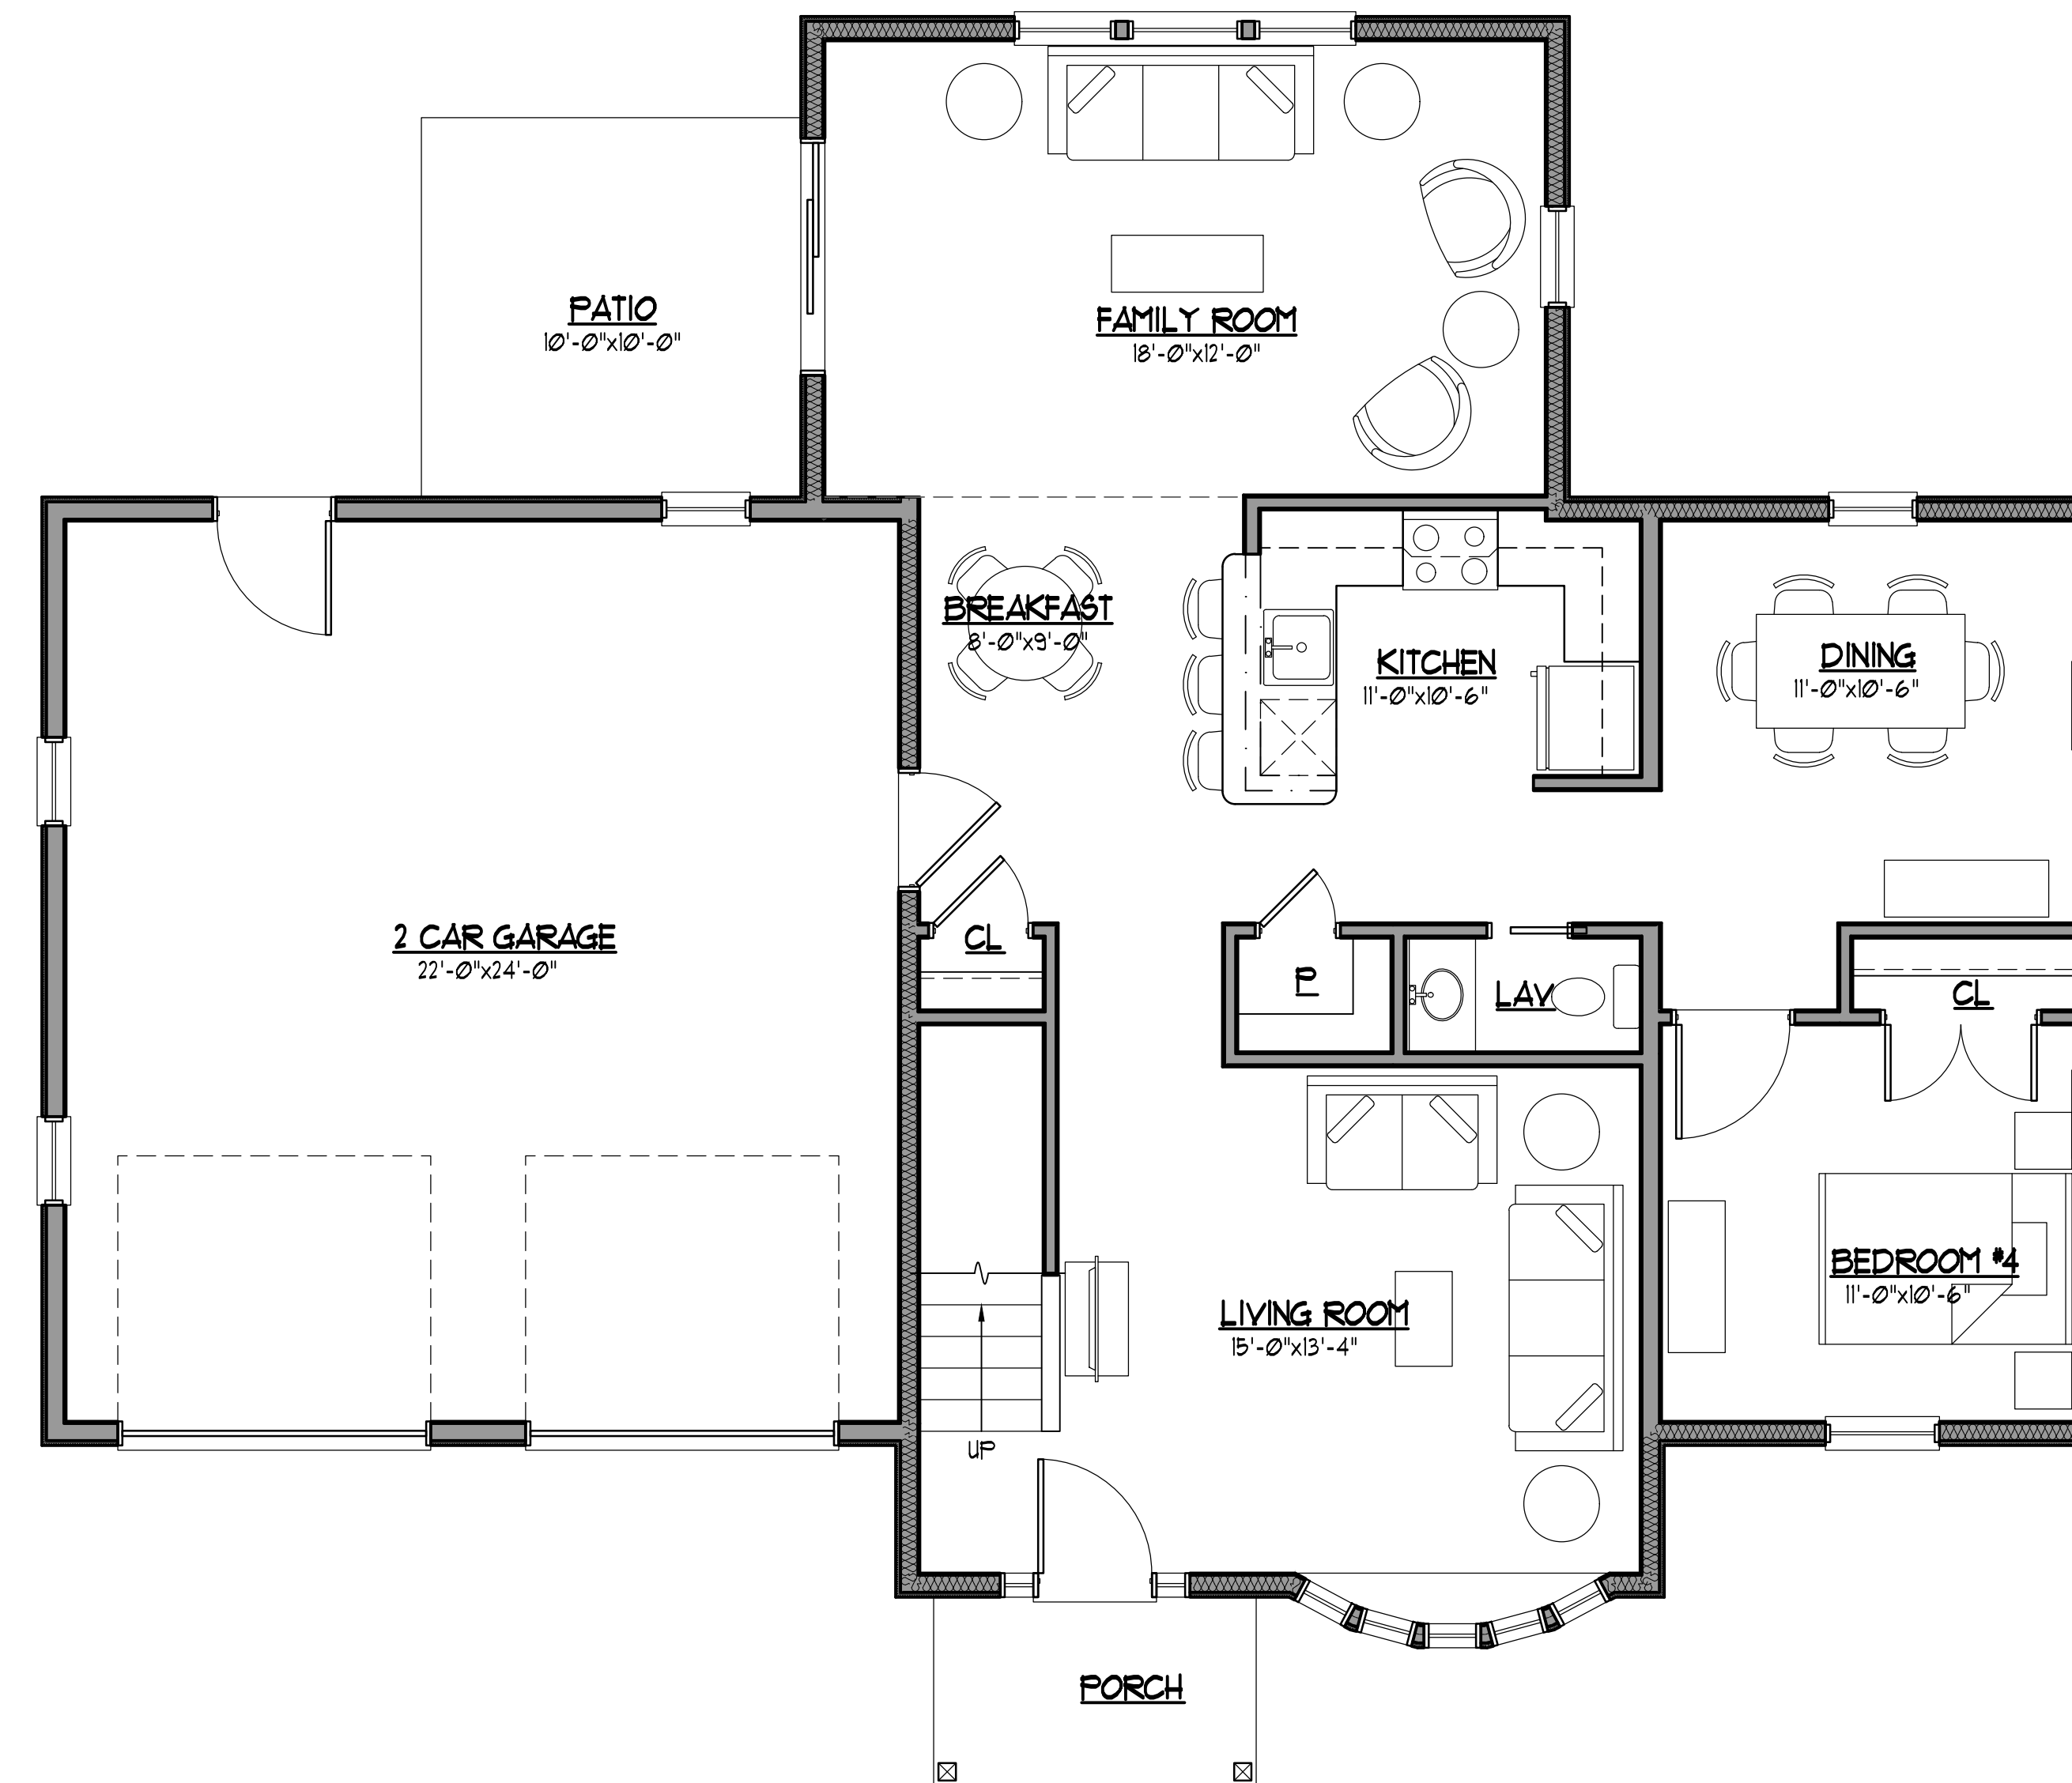 PATIO
10'-0"x10'-0"
FAMILY ROOM
18'-0"x12'-0"
BREAKFAST
8'-0"x9'-0"
KITCHEN
11'-0"x10'-6"
DINING
11'-0"x10'-6"
2 CAR GARAGE
22'-0"x24'-0"
CL
P
LAV
CL
BEDROOM #4
11'-0"x10'-6"
LIVING ROOM
15'-0"x13'-4"
UP
PORCH